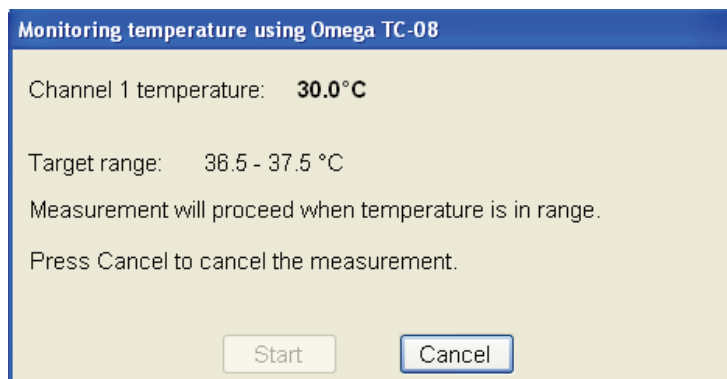 Monitoring temperature using Omega TC-08
Channel 1 temperature: 30.0°C
Target range: 36.5 - 37.5 °C
Measurement will proceed when temperature is in range.
Press Cancel to cancel the measurement.
Start Cancel